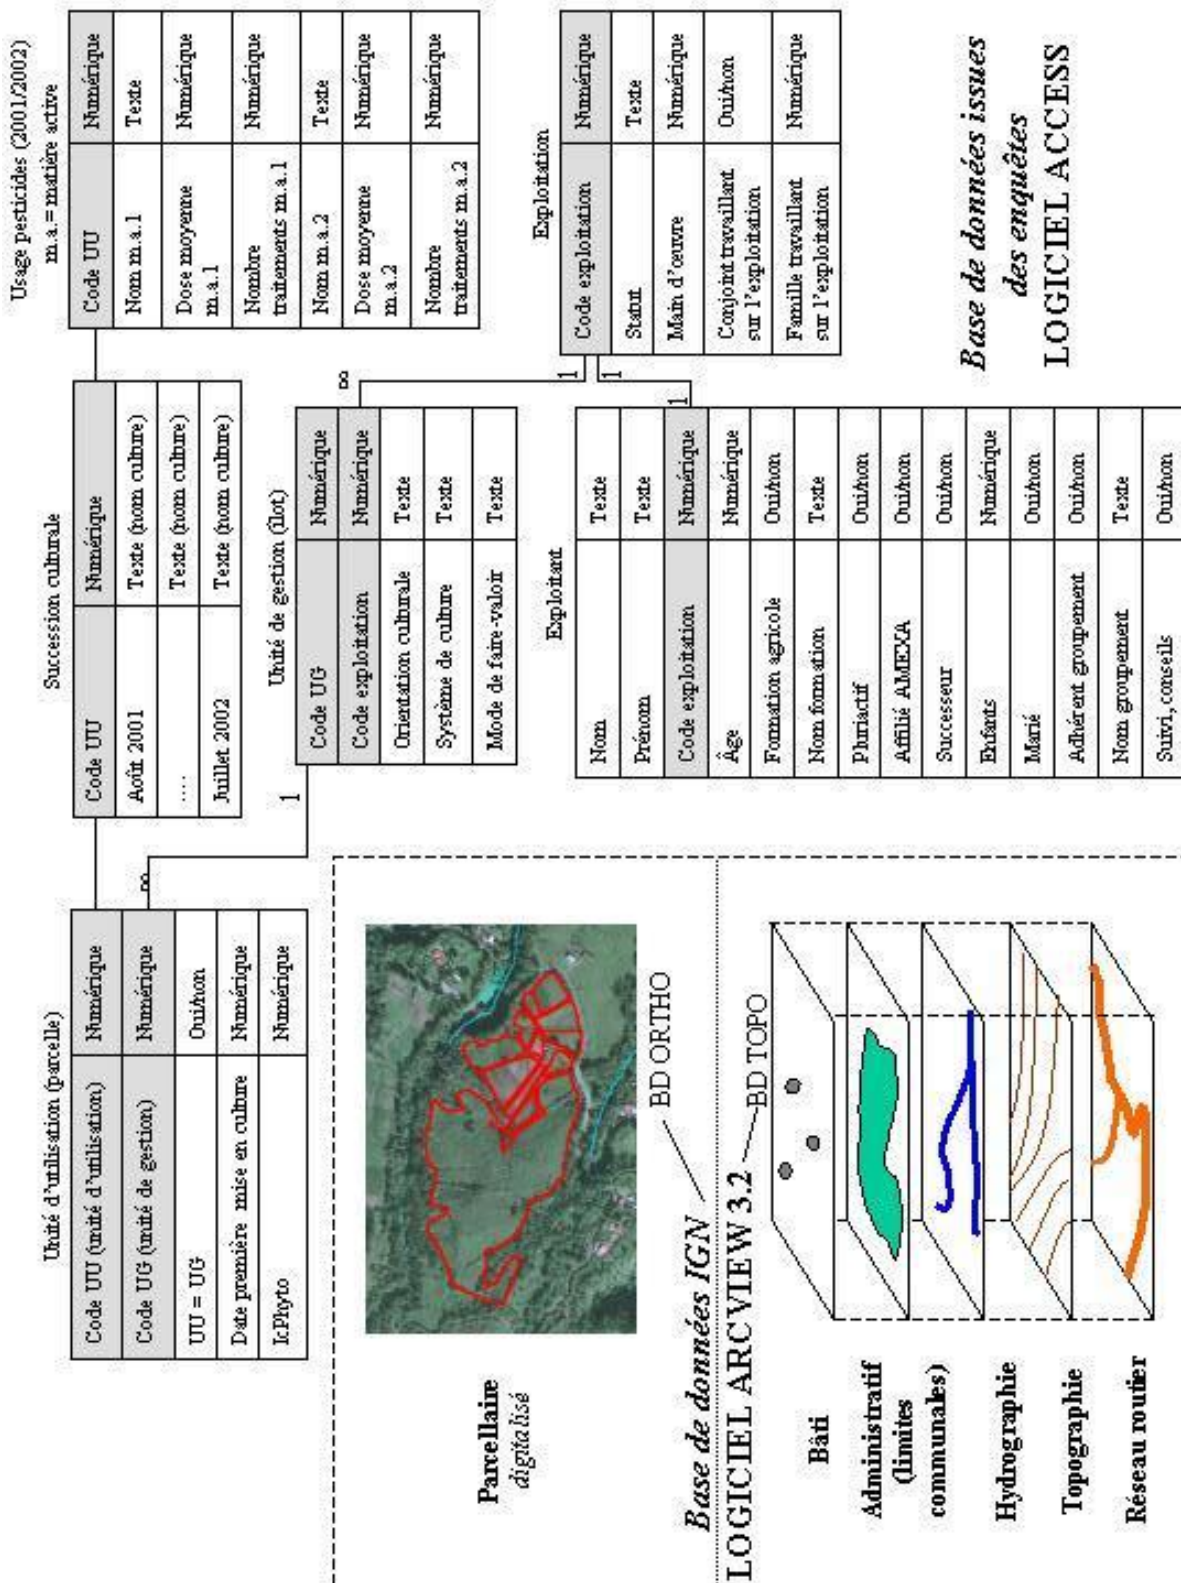 Unité d'utilisation (parcelle)
Code UU (unité d'utilisation) Numérique
Code UG (unité de gestion) Numérique
UU = UG Oui/non
Date première mise en culture Numérique
IcPhyto Numérique
Succession culturale
Code UU Numérique
Août 2001 Texte (nom culture)
.... Texte (nom culture)
Juillet 2002 Texte (nom culture)
Usage pesticides (2001/2002)
m.a.= matière active
Code UU Numérique
Nom m.a.1 Texte
Dose moyenne Numérique
m.a.1
Nombre Numérique
traitements m.a.1
Nom m.a.2 Texte
Dose moyenne Numérique
m.a.2
Nombre Numérique
traitements m.a.2
∞
1
Unité de gestion (îlot)
Code UG Numérique
Code exploitation Numérique
Orientation culturale Texte
Système de culture Texte
Mode de faire-valoir Texte
∞
1
1
1
Exploitation
Code exploitation Numérique
Statut Texte
Main d'œuvre Numérique
Conjoint travaillant Oui/non
sur l'exploitation
Famille travaillant Numérique
sur l'exploitation
Exploitant
Nom Texte
Prénom Texte
Code exploitation Numérique
Âge Numérique
Formation agricole Oui/non
Nom formation Texte
Pluriactif Oui/non
Affilié AMEXA Oui/non
Successeur Oui/non
Enfants Numérique
Marié Oui/non
Adhérent groupement Oui/non
Nom groupement Texte
Suivi, conseils Oui/non
Base de données issues
des enquêtes
LOGICIEL ACCESS
Parcellaire
digitalisé
BD ORTHO
Base de données IGN
LOGICIEL ARCVIEW 3.2
BD TOPO
Bâti
Administratif
(limites
communales)
Hydrographie
Topographie
Réseau routier